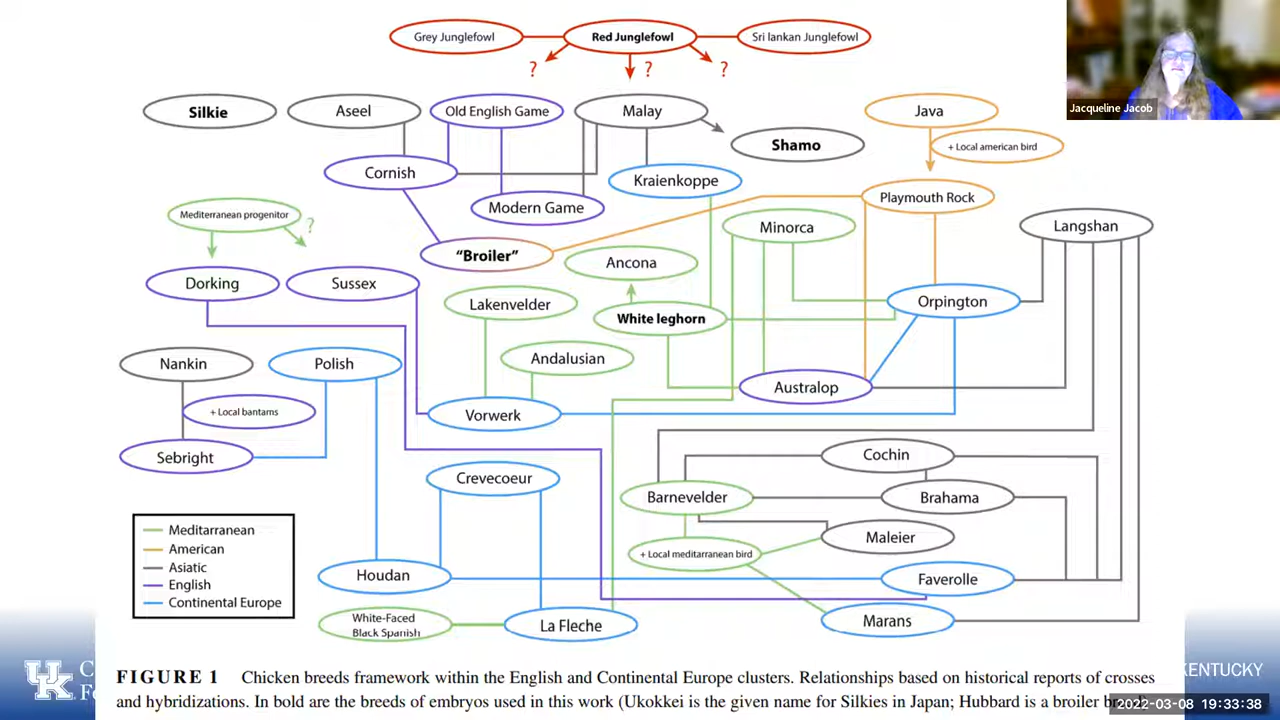 Grey Junglefowl
Red Junglefowl
Sri lankan Junglefowl
? ? ?
Jacqueline Jacob
Silkie
Aseel
Old English Game
Malay
Java
Shamo
+ Local american bird
Cornish
Kraienkoppe
Playmouth Rock
Modern Game
Mediterranean progenitor
?
Minorca
Langshan
"Broiler"
Ancona
Dorking
Sussex
Lakenvelder
White leghorn
Orpington
Nankin
Polish
Andalusian
Australop
+ Local bantams
Vorwerk
Sebright
Cochin
Crevecoeur
Barnevelder
Brahama
Maleier
+ Local meditarranean bird
Meditarranean
American
Asiatic
English
Continental Europe
Houdan
Faverolle
White-Faced
Black Spanish
La Fleche
Marans
FIGURE 1 Chicken breeds framework within the English and Continental Europe clusters. Relationships based on historical reports of crosses
and hybridizations. In bold are the breeds of embryos used in this work (Ukokkei is the given name for Silkies in Japan; Hubbard is a broiler
UK
KENTUCKY
2022-03-08 19:33:38